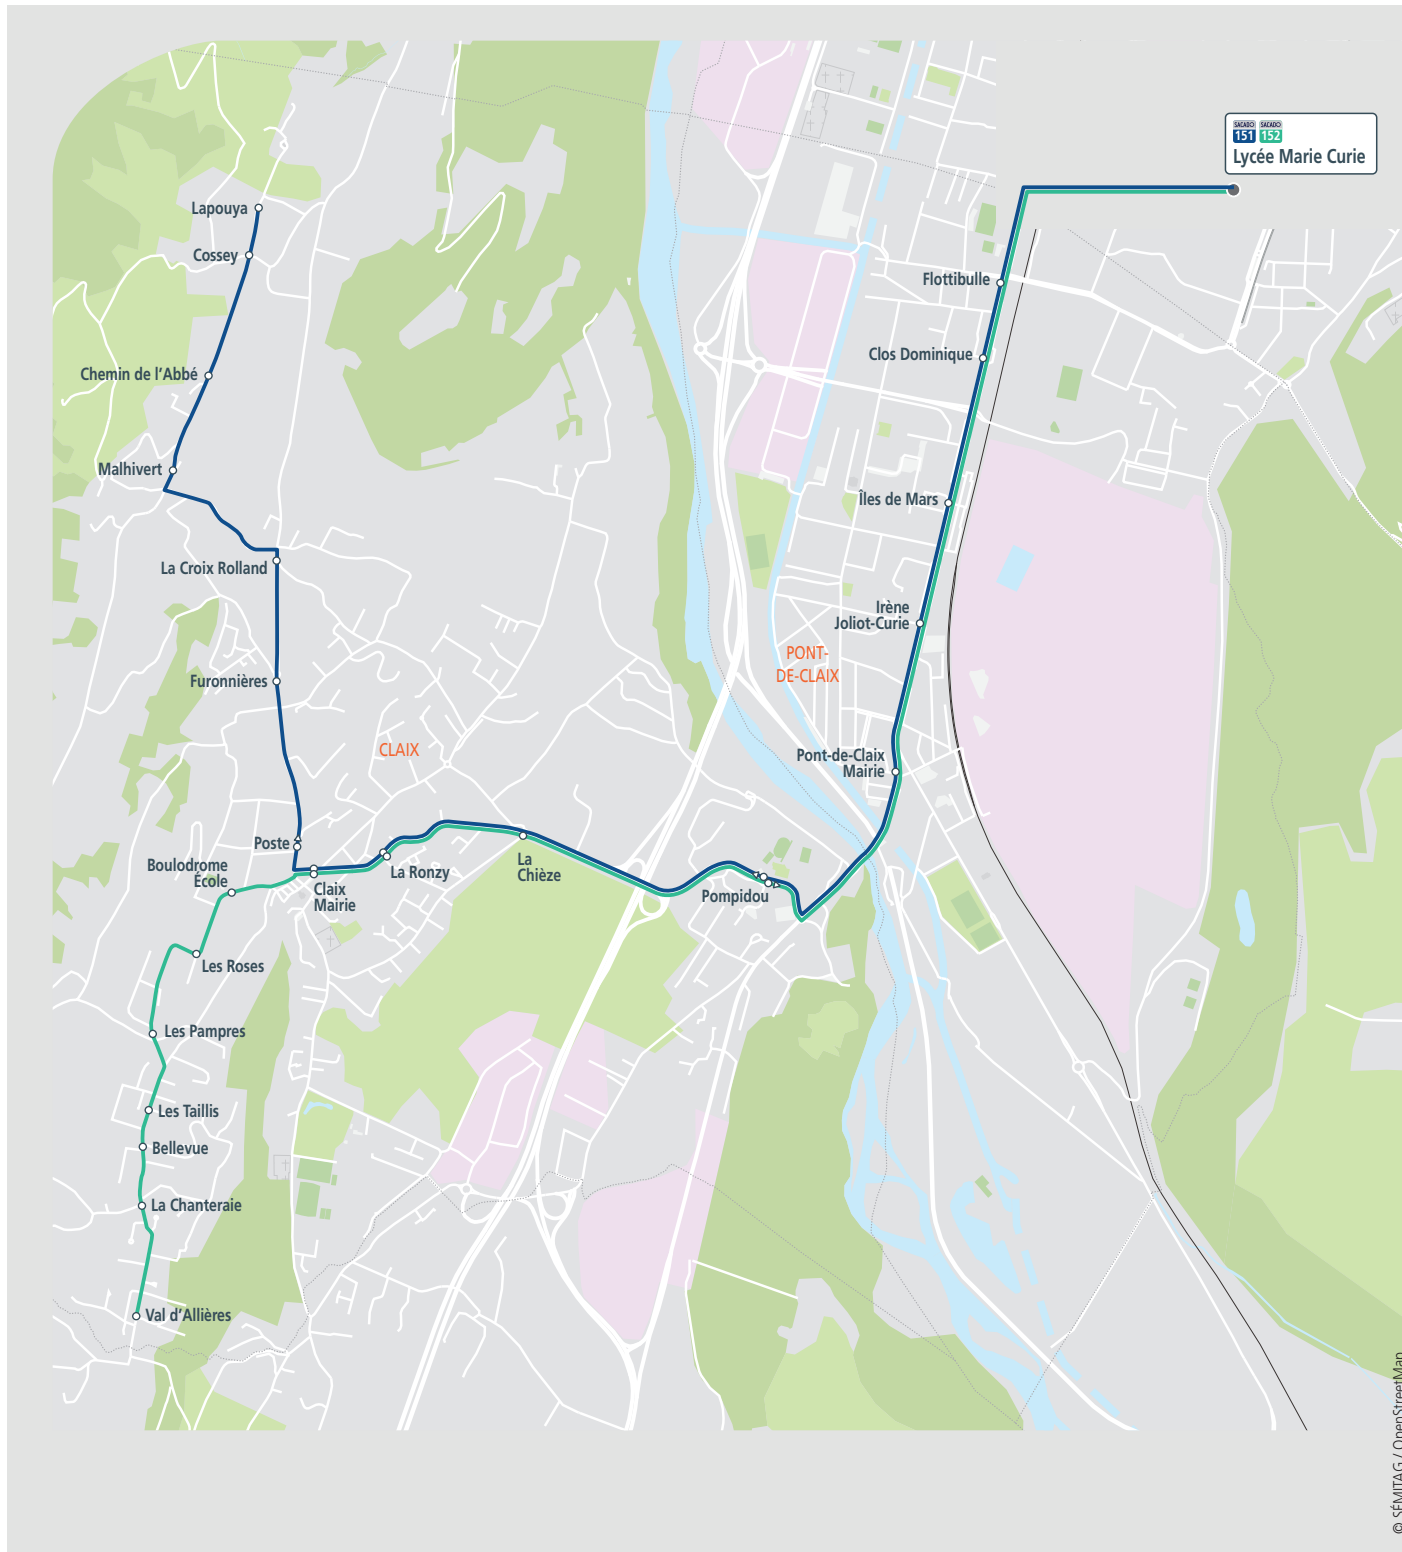 SACADO SACADO
151 152
Lycée Marie Curie
Lapouya
Cossey
Flottibulle
Clos Dominique
Chemin de l'Abbé
Malhivert
Îles de Mars
La Croix Rolland
Irène
Joliot-Curie
PONT-
DE-CLAIX
Furonnières
CLAIX
Pont-de-Claix
Mairie
Poste
Boulodrome
École
La Ronzy
La
Chièze
Claix
Mairie
Pompidou
Les Roses
Les Pampres
Les Taillis
Bellevue
La Chanteraie
Val d'Allières
© SÉMITAG / OpenStreetMap